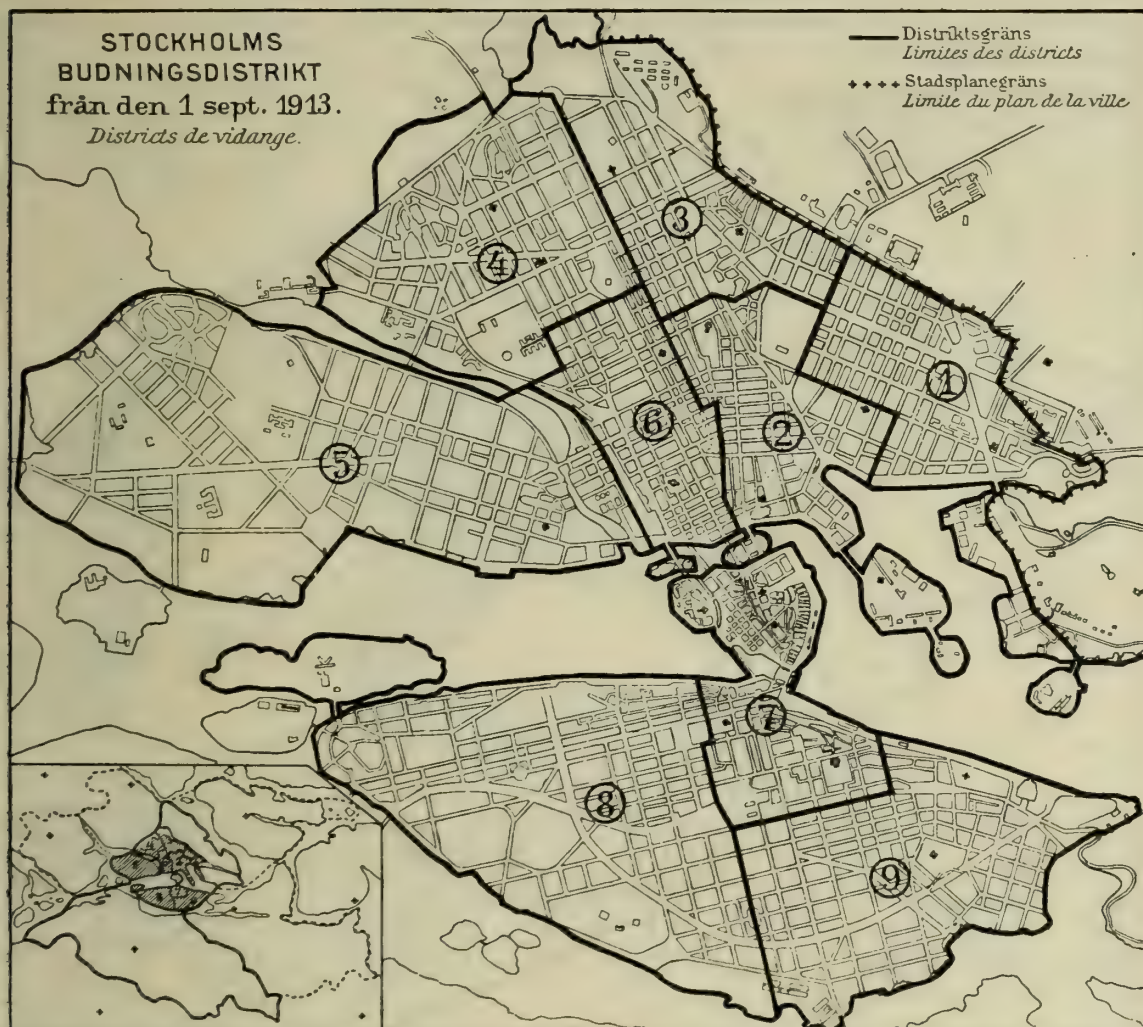 STOCKHOLMS
BUDNINGSDISTRIKT
från den 1 sept. 1913.
Districts de vidange.
Distriktsgräns
Limites des districts
Stadsplanegräns
Limite du plan de la ville
3
4
1
6
2
5
7
8
9